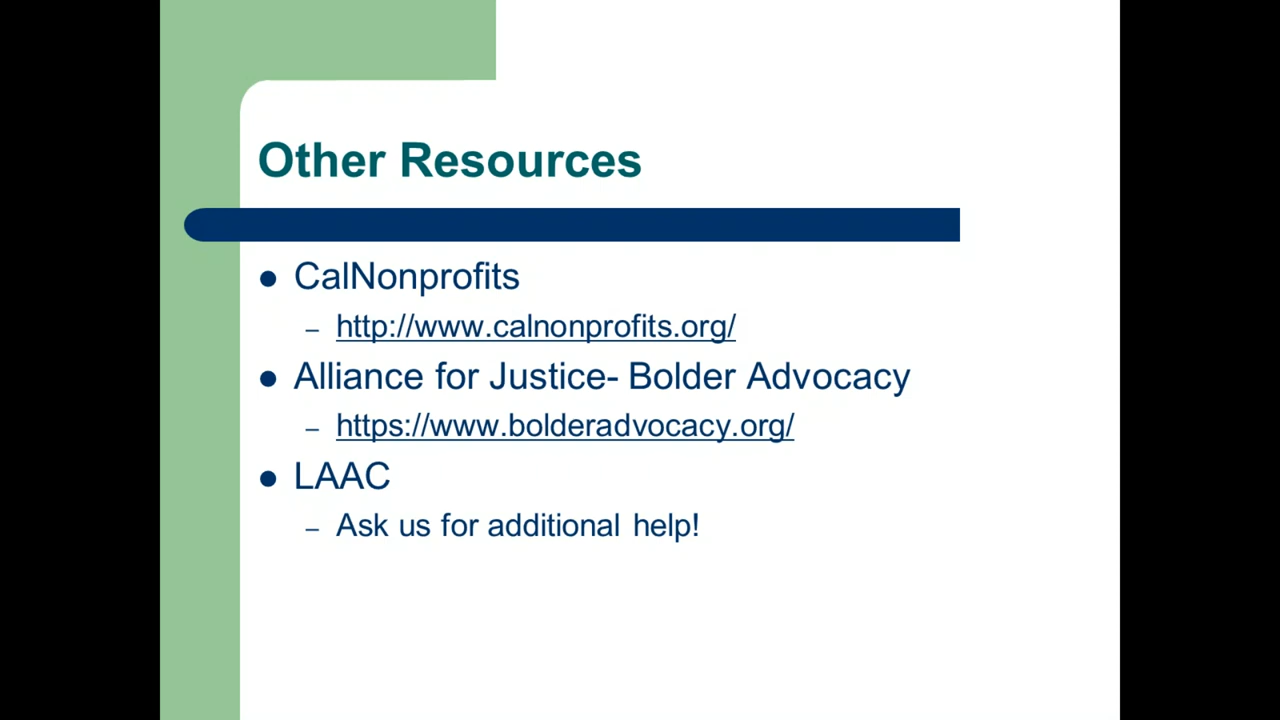 Other Resources
● CalNonprofits
– http://www.calnonprofits.org/
● Alliance for Justice- Bolder Advocacy
– https://www.bolderadvocacy.org/
● LAAC
– Ask us for additional help!